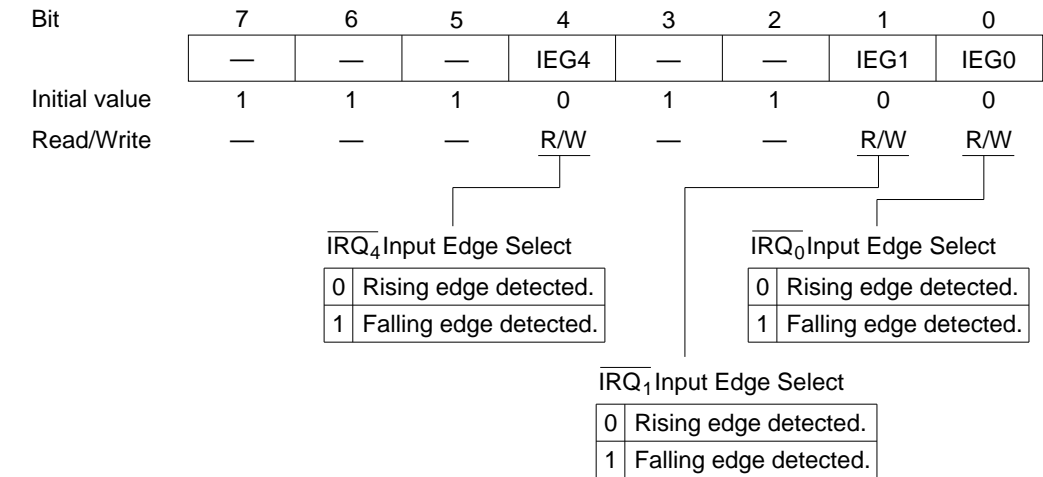 Bit 7 6 5 4 3 2 1 0
— — — IEG4 — — IEG1 IEG0
Initial value 1 1 1 0 1 1 0 0
Read/Write — — — R/W — — R/W R/W
IRQ4 Input Edge Select IRQ0 Input Edge Select
0 Rising edge detected. 0 Rising edge detected.
1 Falling edge detected. 1 Falling edge detected.
IRQ1 Input Edge Select
0 Rising edge detected.
1 Falling edge detected.